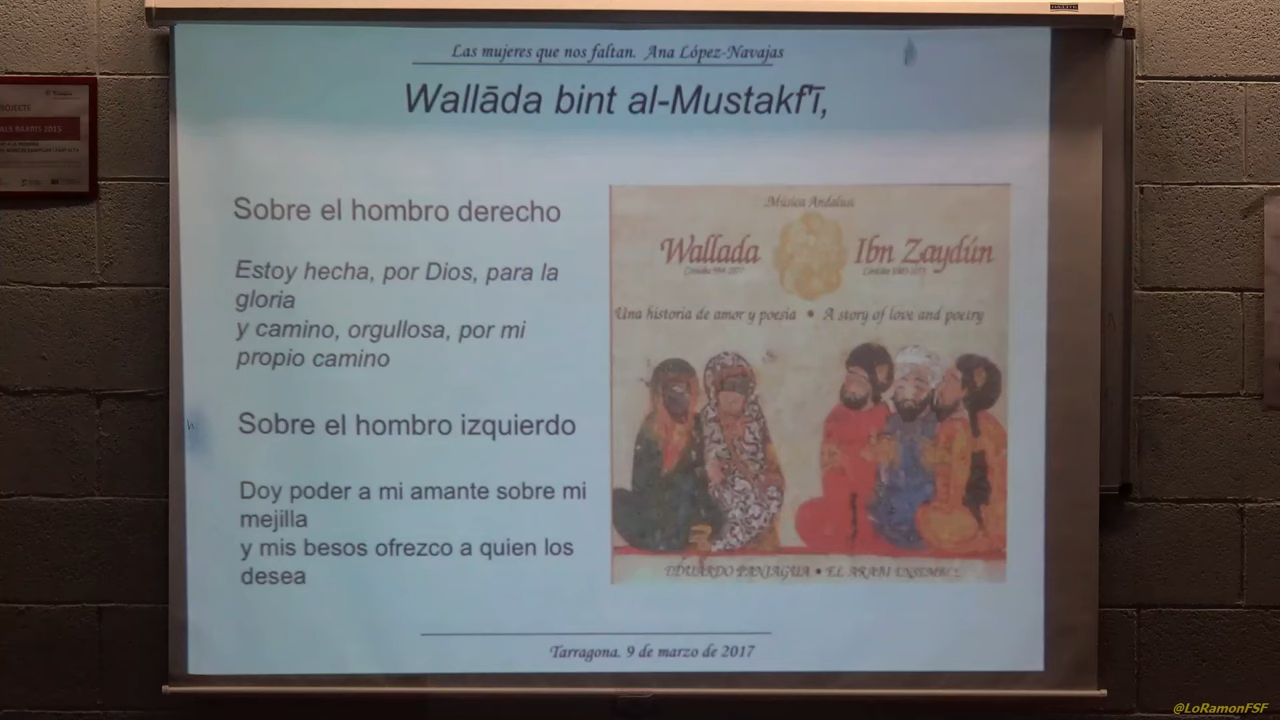 Las mujeres que nos faltan. Ana López-Navajas
Wallāda bint al-Mustakfī,
Sobre el hombro derecho
Estoy hecha, por Dios, para la
gloria
y camino, orgullosa, por mi
propio camino
Sobre el hombro izquierdo
Doy poder a mi amante sobre mi
mejilla
y mis besos ofrezco a quien los
desea
Música Andalusí
Wallada
Ibn Zaydún
Una historia de amor y poesía • A story of love and poetry
EDUARDO PANIAGUA • EL ARABI ENSEMBLE
Tarragona. 9 de marzo de 2017
ALS BARRIS 2015
@LoRamonFSF